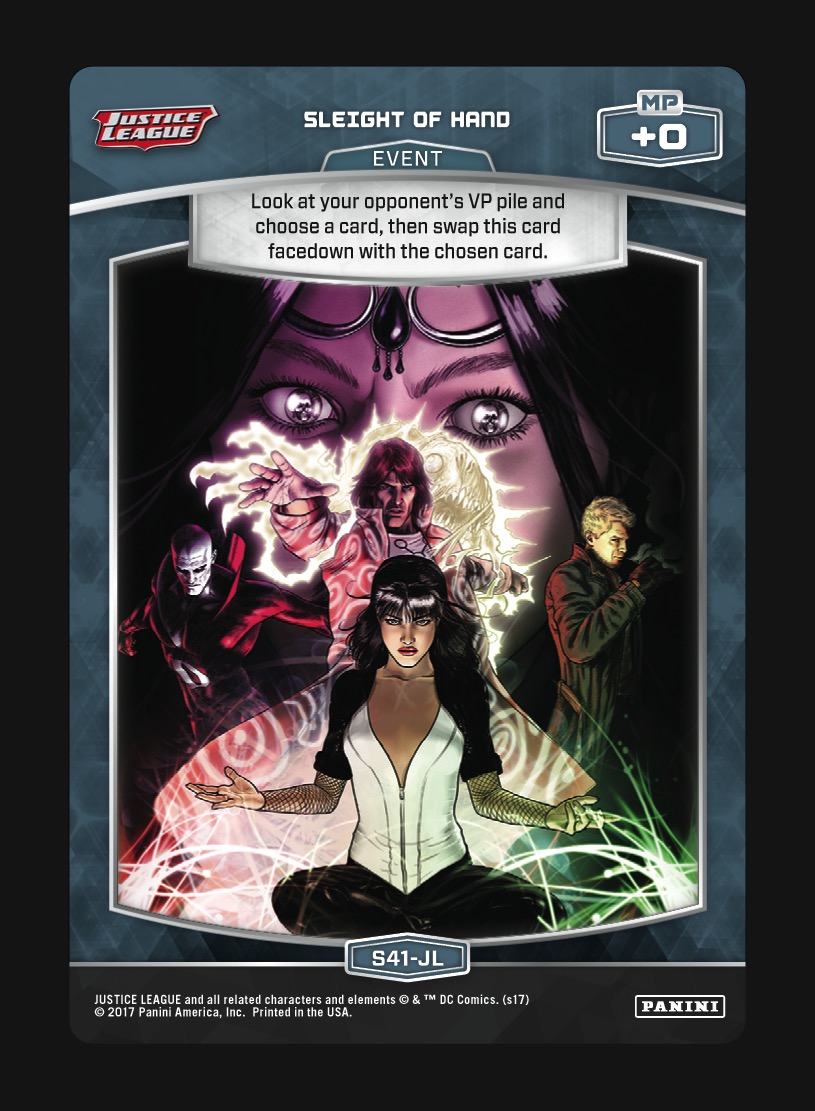 JUSTICE
LEAGUE
SLEIGHT OF HAND
MP
+0
EVENT
Look at your opponent's VP pile and
choose a card, then swap this card
facedown with the chosen card.
S41-JL
JUSTICE LEAGUE and all related characters and elements © & ™ DC Comics. (s17)
© 2017 Panini America, Inc. Printed in the USA.
PANINI